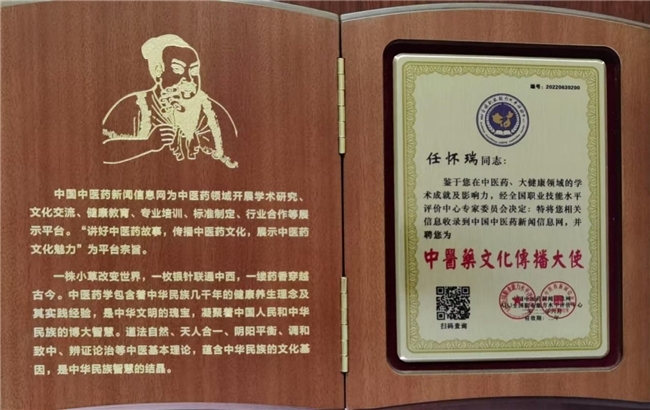 中国中医药新闻信息网为中医药领域开展学术研究、
文化交流、健康教育、专业培训、标准制定、行业合作等展
示平台。“讲好中医药故事，传播中医药文化，展示中医药
文化魅力”为平台宗旨。
一株小草改变世界，一枚银针联通中西，一缕药香穿越
古今。中医药学包含着中华民族几千年的健康养生理念及
其实践经验，是中华文明的瑰宝，凝聚着中国人民和中华
民族的博大智慧。道法自然、天人合一、阴阳平衡、调和
致中、辨证论治等中医基本理论，蕴含中华民族的文化基
因，是中华民族智慧的结晶。
编号：20220630200
任怀瑞同志：
鉴于您在中医药、大健康领域的学
术成就及影响力，经全国职业技能水平
评价中心专家委员会决定：特将您相关
信息收录到中国中医药新闻信息网，并
聘您为
中醫藥文化傳播大使
扫码查询